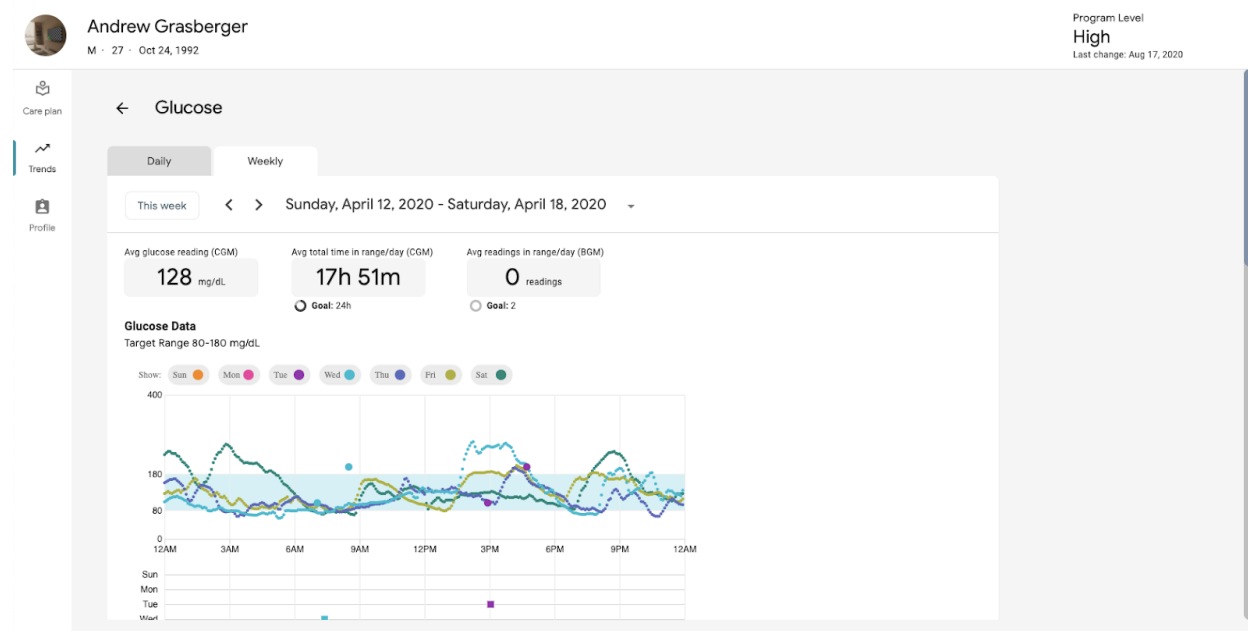 Andrew Grasberger
M · 27 · Oct 24, 1992
Program Level
High
Last change: Aug 17, 2020
Care plan
Trends
Profile
Glucose
Daily
Weekly
This week
Sunday, April 12, 2020 - Saturday, April 18, 2020
Avg glucose reading (CGM)
128 mg/dL
Avg total time in range/day (CGM)
17h 51m
Goal: 24h
Avg readings in range/day (BGM)
0 readings
Goal: 2
Glucose Data
Target Range 80-180 mg/dL
Show: Sun Mon Tue Wed Thu Fri Sat
400
180
80
0
12AM 3AM 6AM 9AM 12PM 3PM 6PM 9PM 12AM
Sun
Mon
Tue
Wed